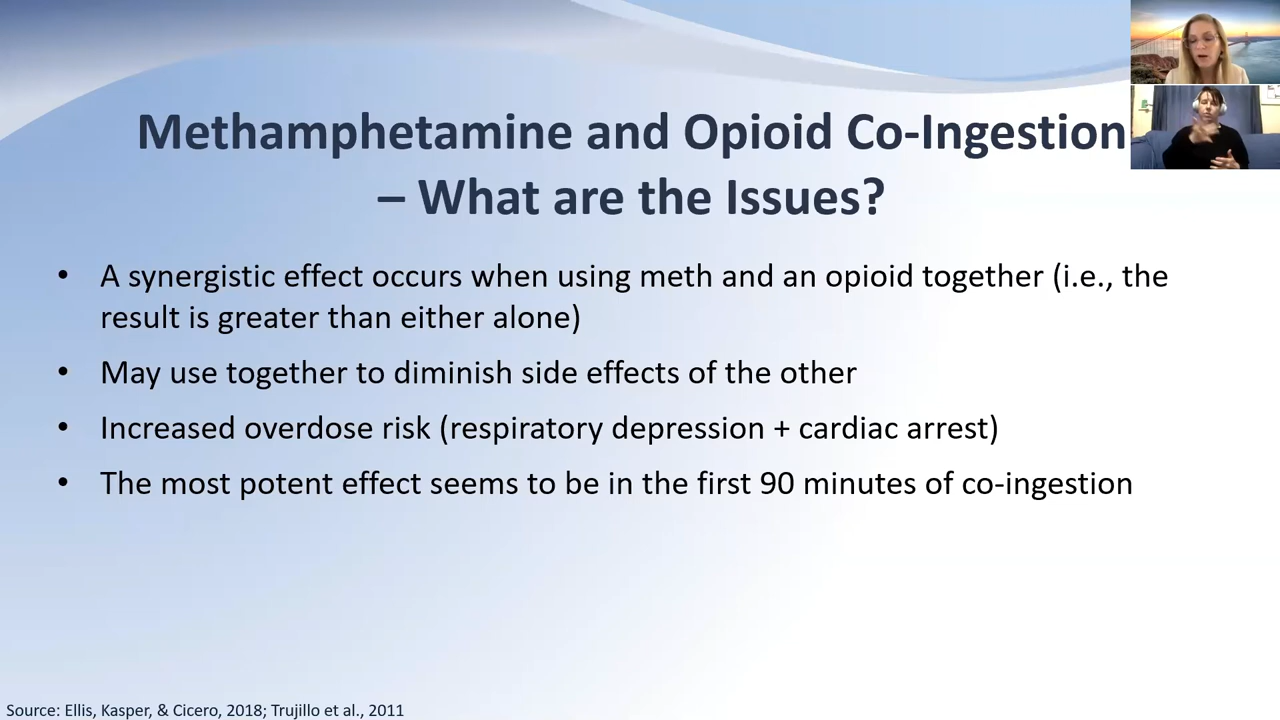 Methamphetamine and Opioid Co-Ingestion
– What are the Issues?
• A synergistic effect occurs when using meth and an opioid together (i.e., the
result is greater than either alone)
• May use together to diminish side effects of the other
• Increased overdose risk (respiratory depression + cardiac arrest)
• The most potent effect seems to be in the first 90 minutes of co-ingestion
Source: Ellis, Kasper, & Cicero, 2018; Trujillo et al., 2011